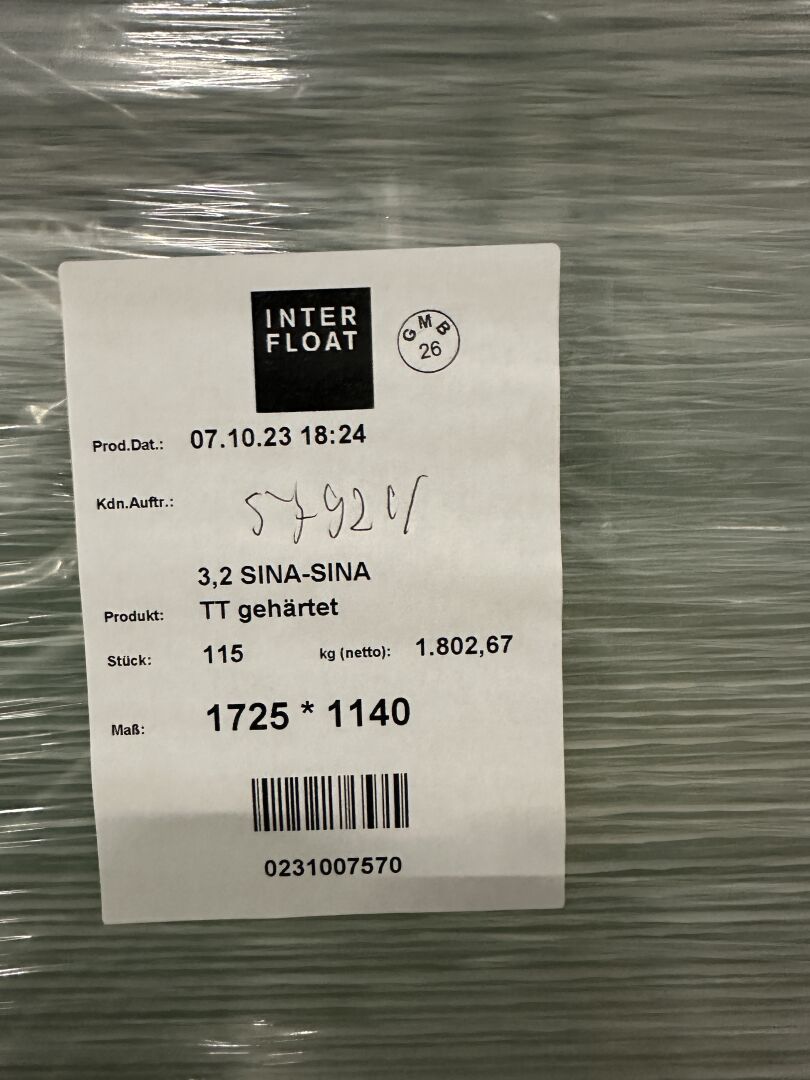 INTER
FLOAT
GMB
26
Prod.Dat.: 07.10.23 18:24
Kdn.Auftr.:
3,2 SINA-SINA
Produkt: TT gehärtet
Stück: 115 kg (netto): 1.802,67
Maß: 1725 * 1140
0231007570